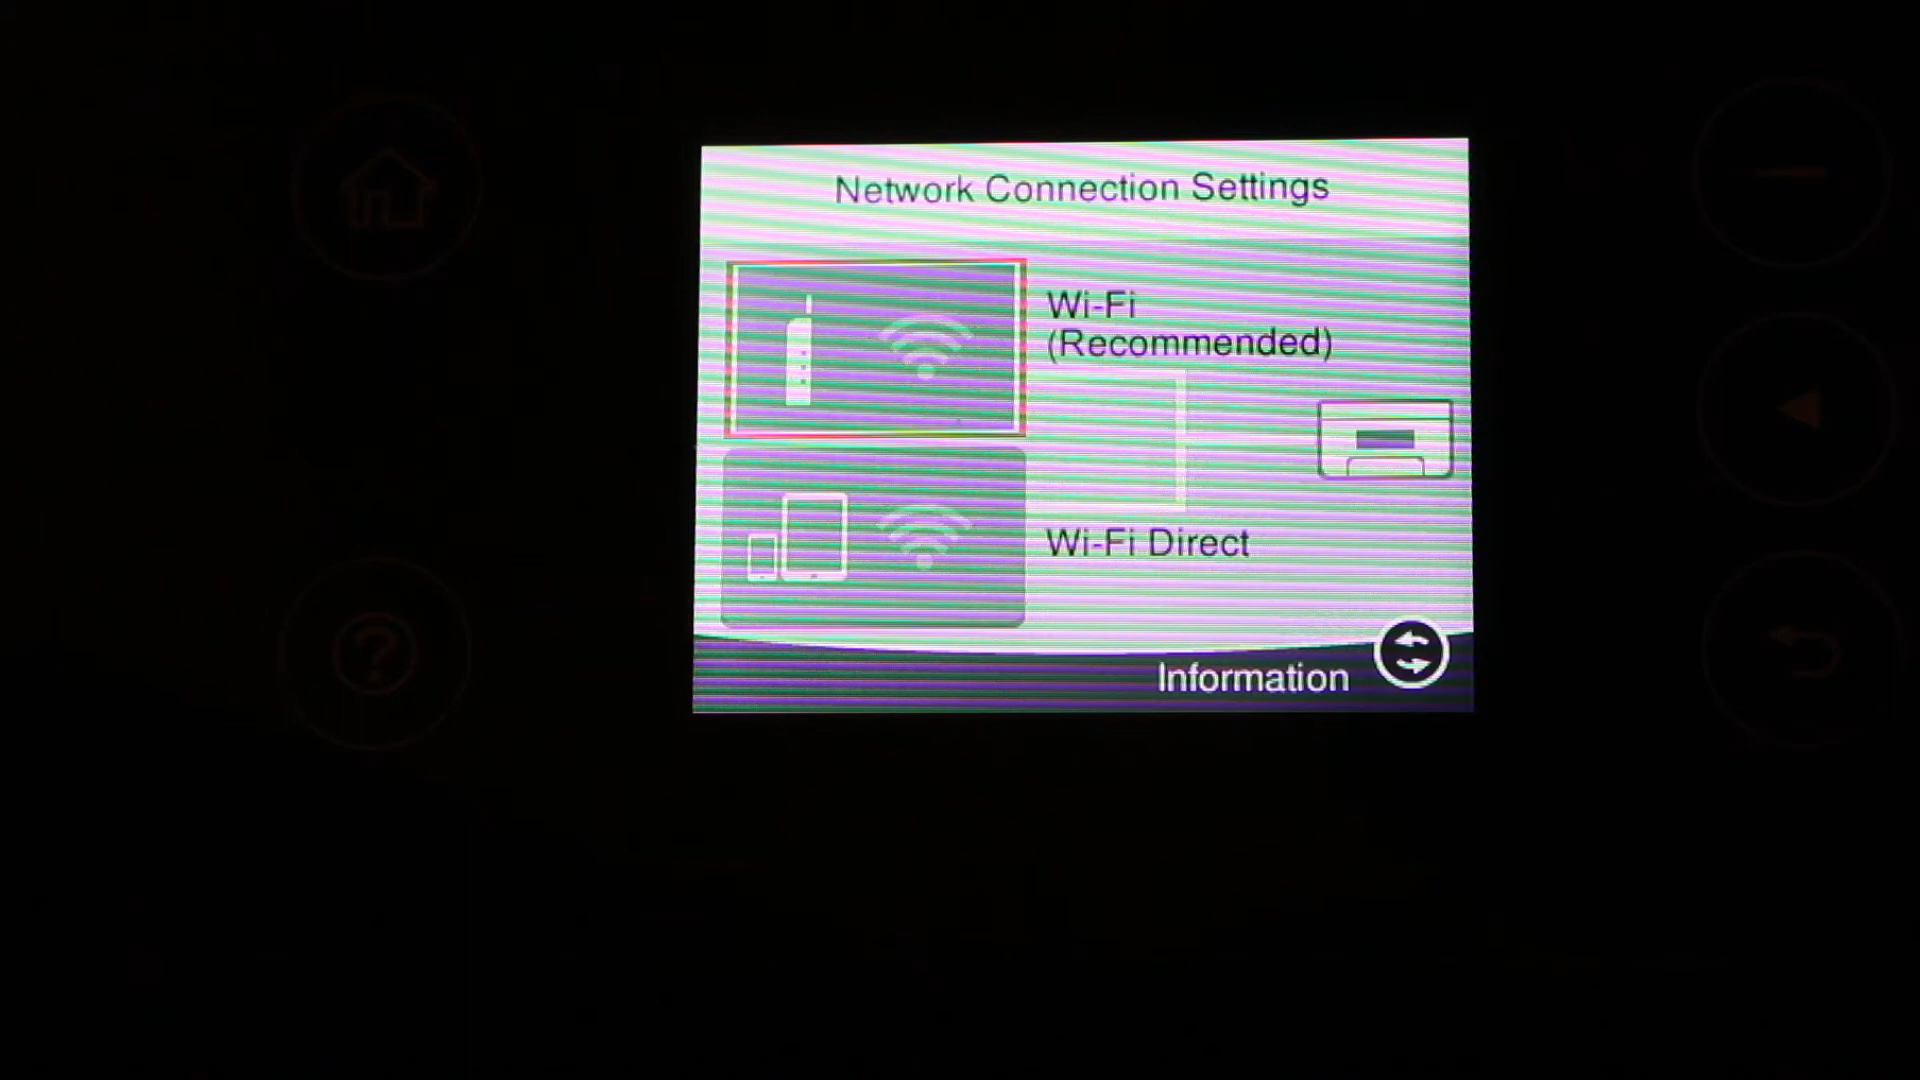 Network Connection Settings
Wi-Fi
(Recommended)
Wi-Fi Direct
Information